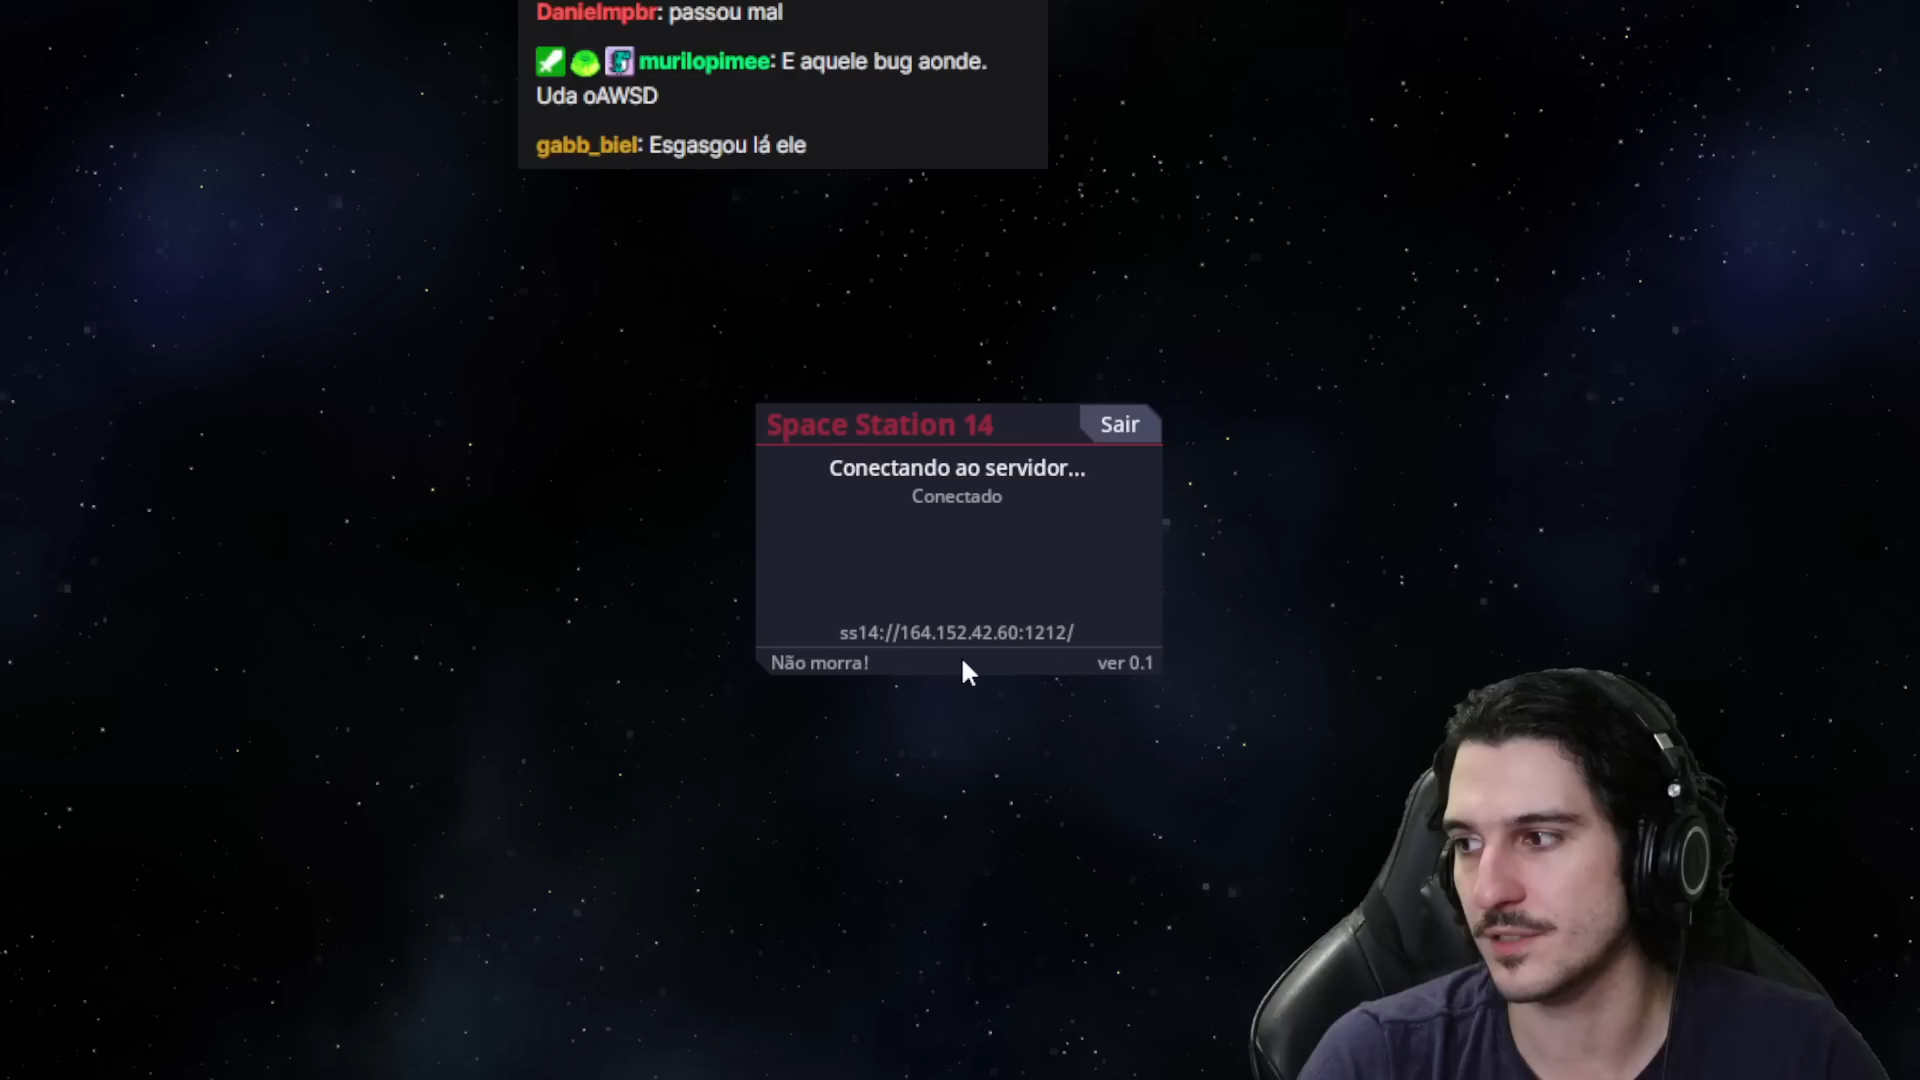 Danielmpbr: passou mal
murilopimee: E aquele bug aonde.
Uda oAWSD
gabb_biel: Esgasgou lá ele
Space Station 14
Sair
Conectando ao servidor...
Conectado
ss14://164.152.42.60:1212/
Não morra!
ver 0.1